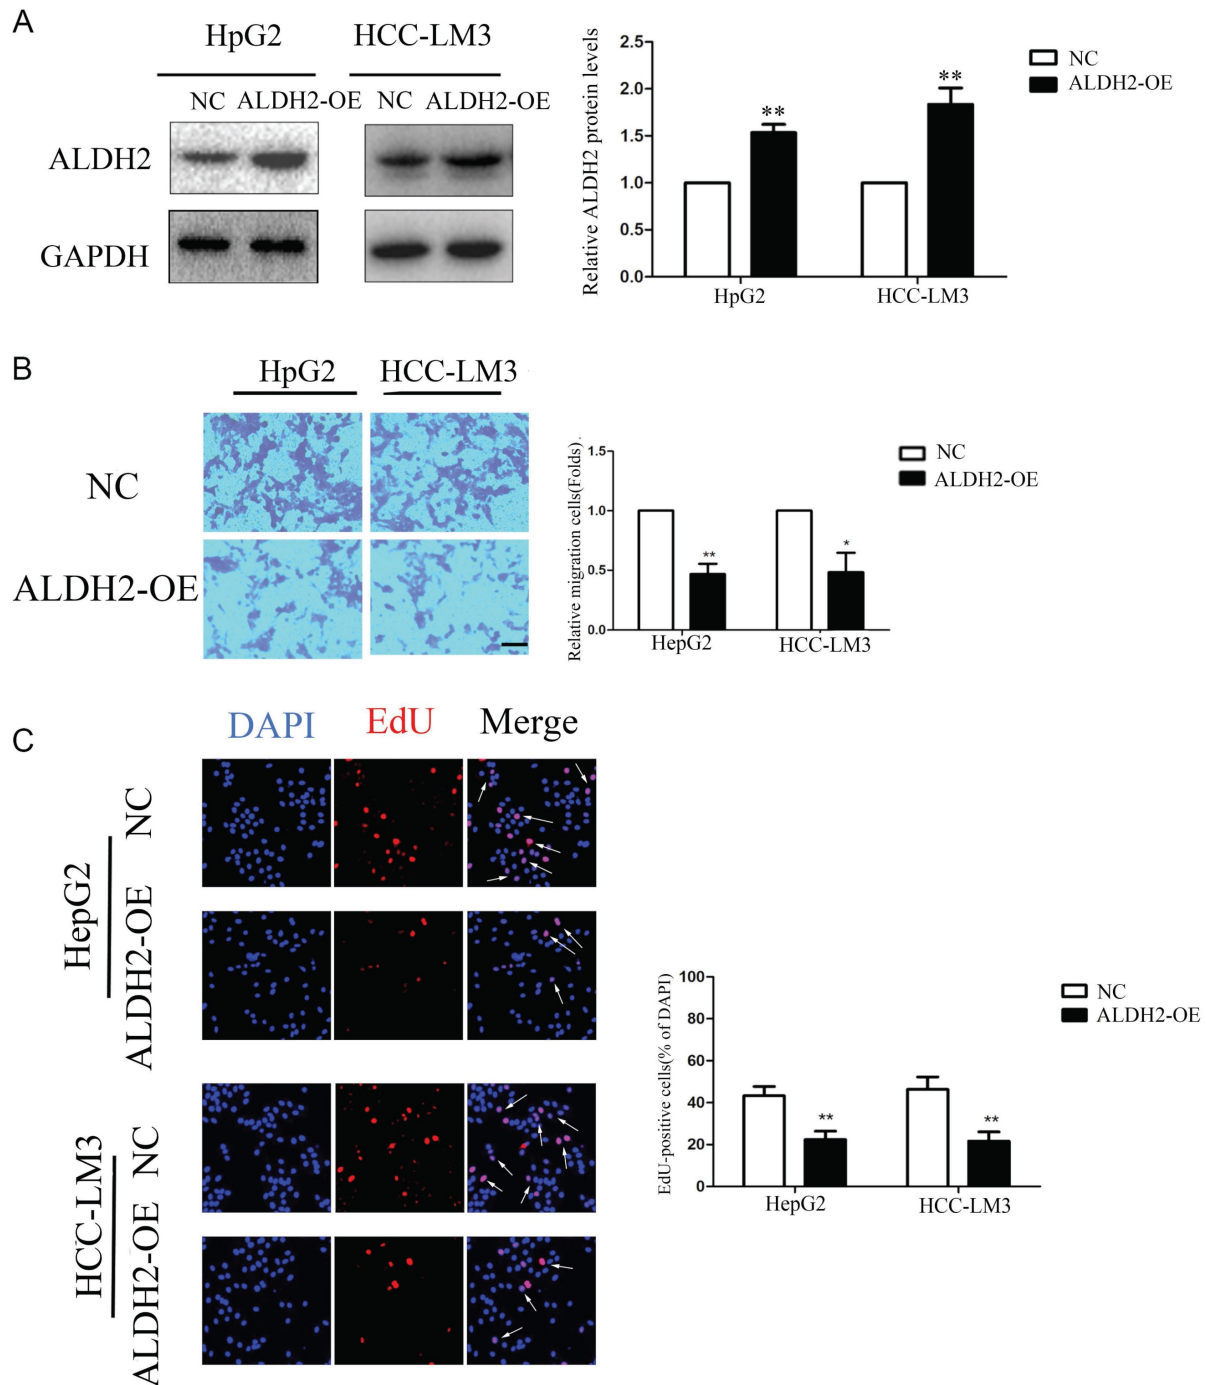 A
HpG2
HCC-LM3
NC
ALDH2-OE
NC
ALDH2-OE
ALDH2
GAPDH
Relative ALDH2 protein levels
2.5
2.0
1.5
1.0
0.5
0.0
**
**
HpG2
HCC-LM3
NC
ALDH2-OE
B
HpG2
HCC-LM3
NC
ALDH2-OE
Relative migration cells(Folds).
1.5
1.0
0.5
0.0
**
*
HepG2
HCC-LM3
NC
ALDH2-OE
C
DAPI
EdU
Merge
HepG2
NC
ALDH2-OE
HCC-LM3
NC
ALDH2-OE
EdU-positive cells(% of DAPI)
100
80
60
40
20
0
**
**
HepG2
HCC-LM3
NC
ALDH2-OE